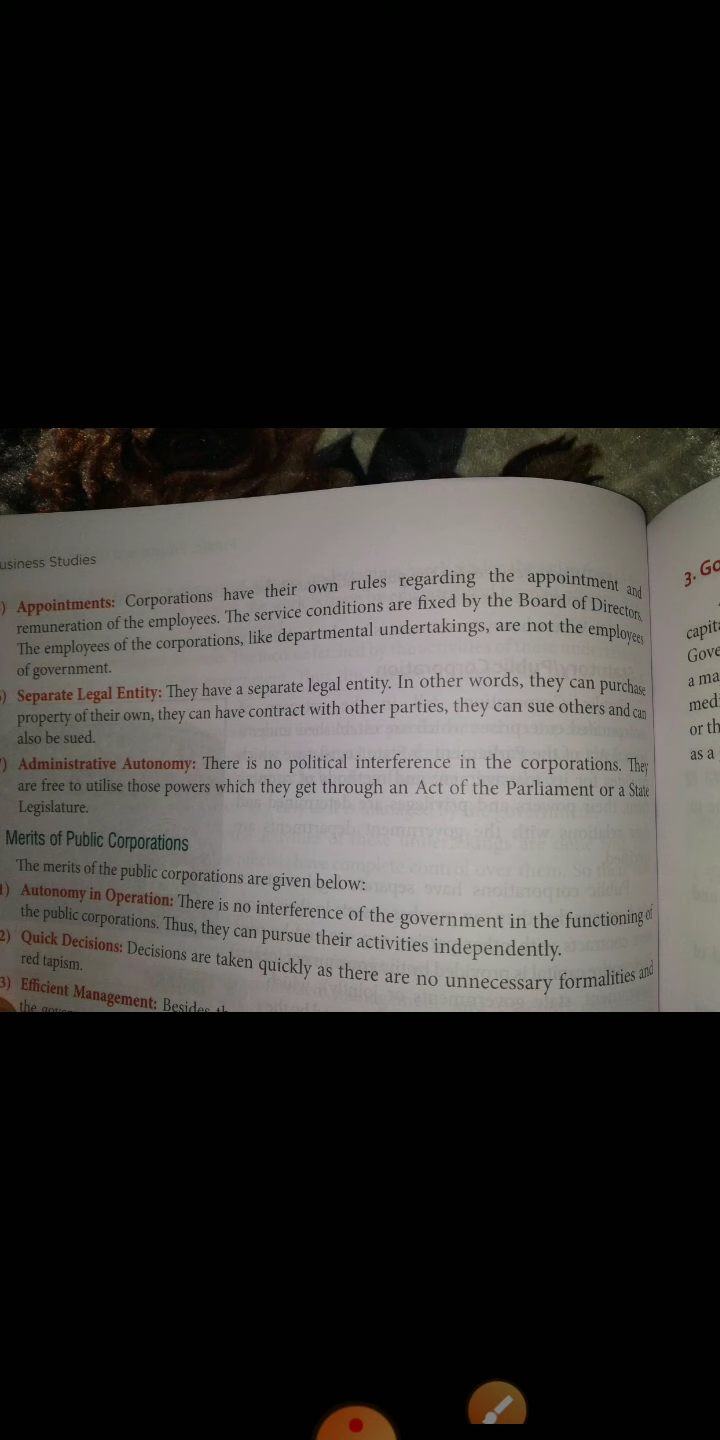 usiness Studies
) Appointments: Corporations have their own rules regarding the appointment and
remuneration of the employees. The service conditions are fixed by the Board of Directors.
The employees of the corporations, like departmental undertakings, are not the employees
of government.
) Separate Legal Entity: They have a separate legal entity. In other words, they can purchase
property of their own, they can have contract with other parties, they can sue others and can
also be sued.
) Administrative Autonomy: There is no political interference in the corporations. They
are free to utilise those powers which they get through an Act of the Parliament or a State
Legislature.
Merits of Public Corporations
The merits of the public corporations are given below:
1) Autonomy in Operation: There is no interference of the government in the functioning of
the public corporations. Thus, they can pursue their activities independently.
2) Quick Decisions: Decisions are taken quickly as there are no unnecessary formalities and
red tapism.
3) Efficient Management: Besides
the
3. Go
capita
Gove
a ma
medi
or th
as a